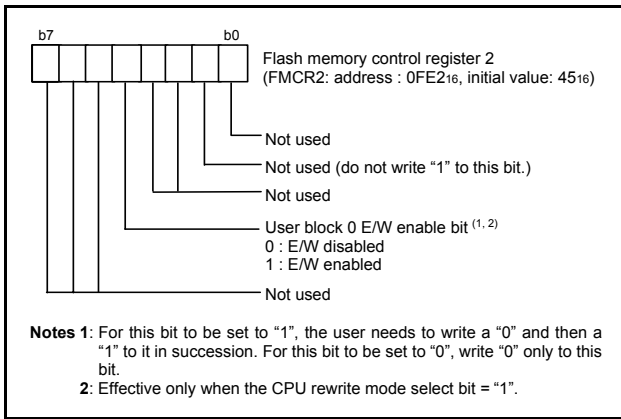 b7 b0
Flash memory control register 2
(FMCR2: address : 0FE216, initial value: 4516)
Not used
Not used (do not write “1” to this bit.)
Not used
User block 0 E/W enable bit (1, 2)
0 : E/W disabled
1 : E/W enabled
Not used
Notes 1: For this bit to be set to “1”, the user needs to write a “0” and then a
“1” to it in succession. For this bit to be set to “0”, write “0” only to this
bit.
2: Effective only when the CPU rewrite mode select bit = “1”.